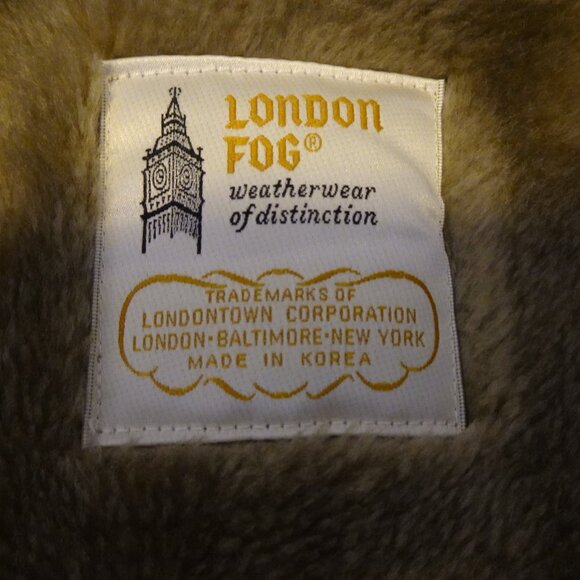 LONDON
FOG®
weatherwear
of distinction
TRADEMARKS OF
LONDONTOWN CORPORATION
LONDON•BALTIMORE•NEW YORK
MADE IN KOREA